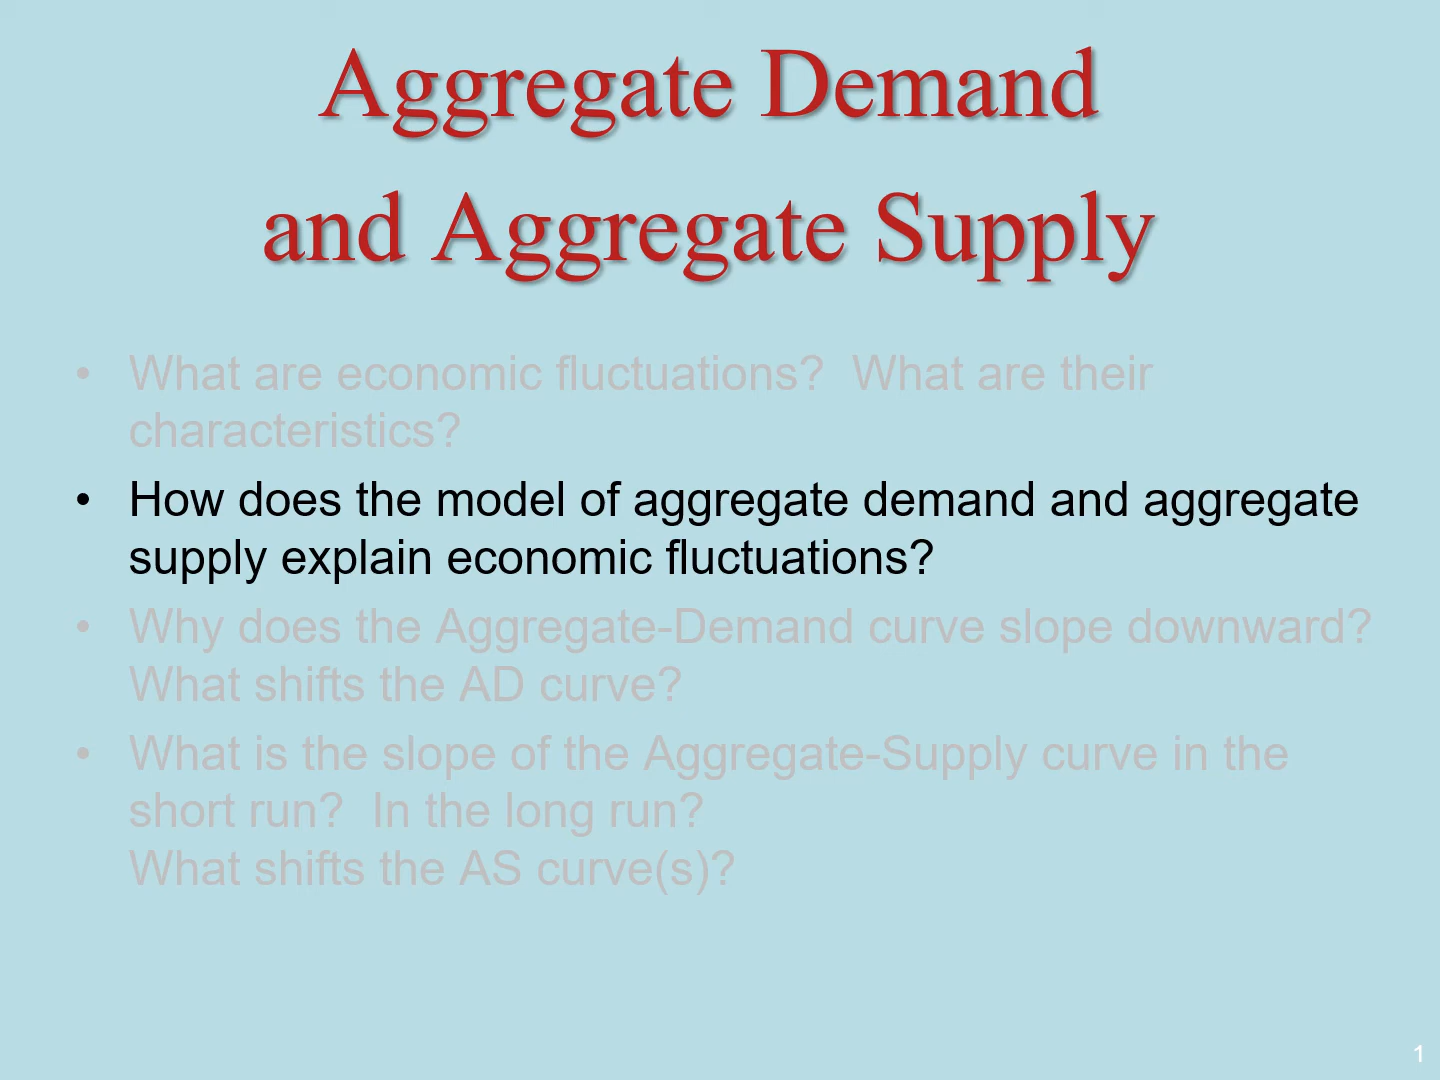 Aggregate Demand
and Aggregate Supply
• What are economic fluctuations?  What are their
characteristics?
• How does the model of aggregate demand and aggregate
supply explain economic fluctuations?
• Why does the Aggregate-Demand curve slope downward?
What shifts the AD curve?
• What is the slope of the Aggregate-Supply curve in the
short run?  In the long run?
What shifts the AS curve(s)?
1